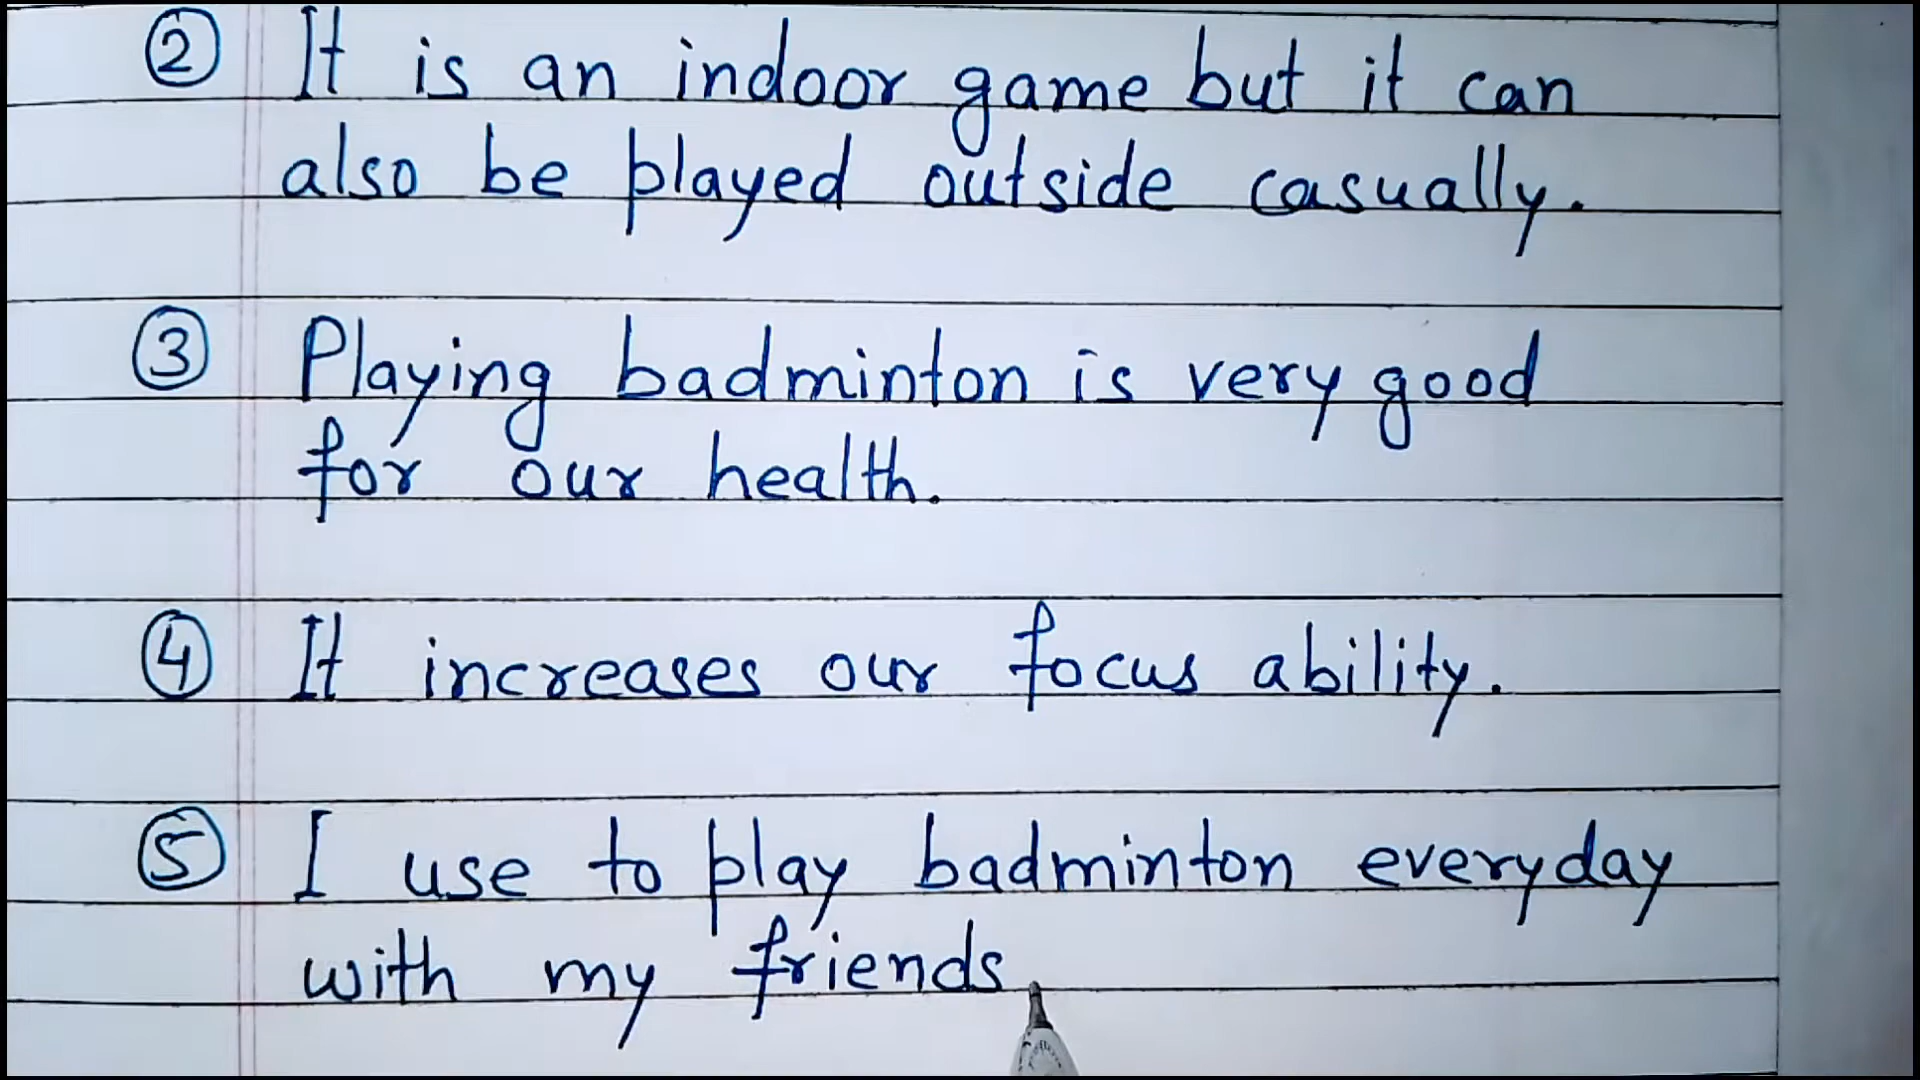 ② It is an indoor game but it can
also be played outside casually.
③ Playing badminton is very good
for our health.
④ It increases our focus ability.
⑤ I use to play badminton everyday
with my friends